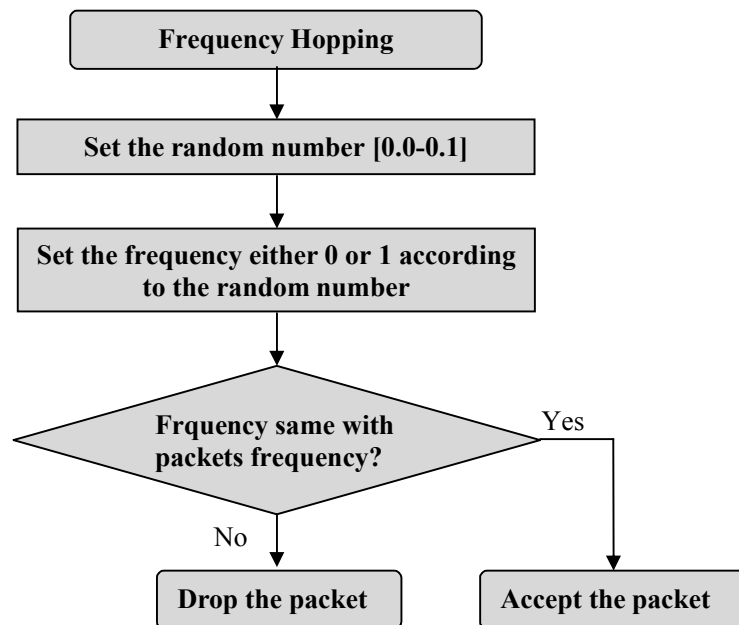 Frequency Hopping
Set the random number [0.0-0.1]
Set the frequency either 0 or 1 according
to the random number
Frquency same with
packets frequency?
Yes
No
Drop the packet
Accept the packet